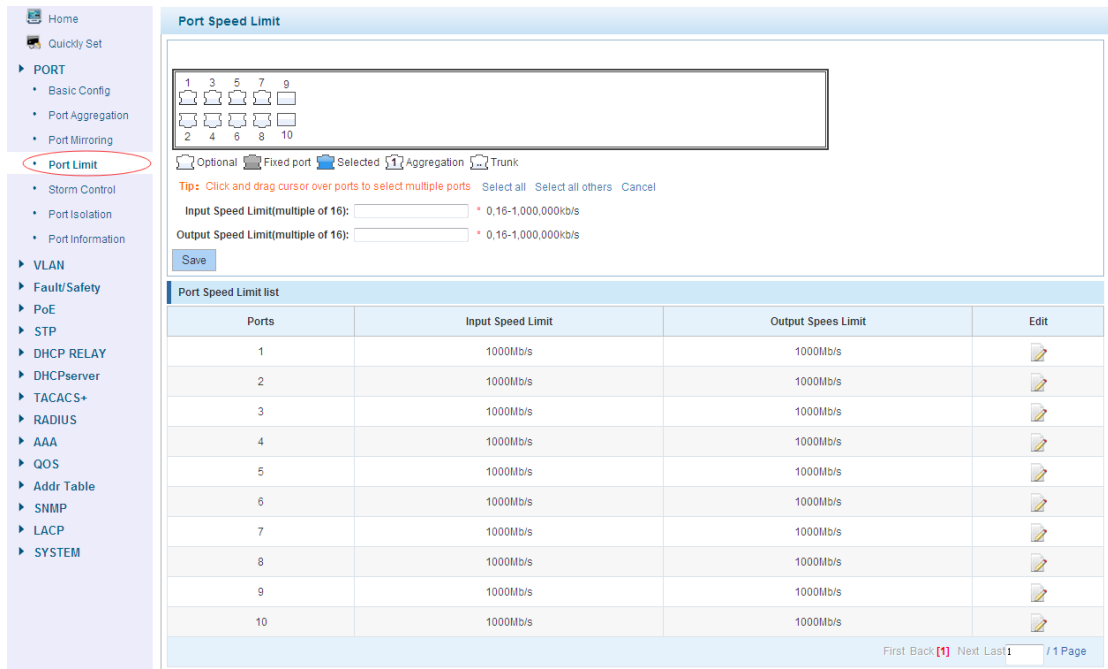 Home
Quickly Set
PORT
Basic Config
Port Aggregation
Port Mirroring
Port Limit
Storm Control
Port Isolation
Port Information
VLAN
Fault/Safety
PoE
STP
DHCP RELAY
DHCPserver
TACACS+
RADIUS
AAA
QOS
Addr Table
SNMP
LACP
SYSTEM
Port Speed Limit
1 3 5 7 9
2 4 6 8 10
Optional Fixed port Selected 1 Aggregation ... Trunk
Tip: Click and drag cursor over ports to select multiple ports Select all Select all others Cancel
Input Speed Limit(multiple of 16): * 0,16-1,000,000kb/s
Output Speed Limit(multiple of 16): * 0,16-1,000,000kb/s
Save
Port Speed Limit list
Ports Input Speed Limit Output Spees Limit Edit
1 1000Mb/s 1000Mb/s
2 1000Mb/s 1000Mb/s
3 1000Mb/s 1000Mb/s
4 1000Mb/s 1000Mb/s
5 1000Mb/s 1000Mb/s
6 1000Mb/s 1000Mb/s
7 1000Mb/s 1000Mb/s
8 1000Mb/s 1000Mb/s
9 1000Mb/s 1000Mb/s
10 1000Mb/s 1000Mb/s
First Back [1] Next Last 1 / 1 Page